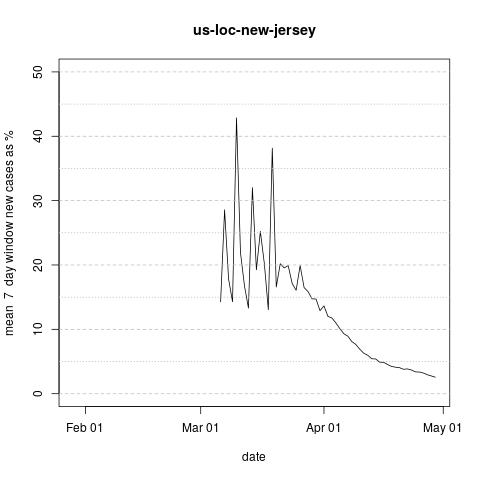 us-loc-new-jersey
mean 7 day window new cases as %
50
40
30
20
10
0
Feb 01
Mar 01
Apr 01
May 01
date